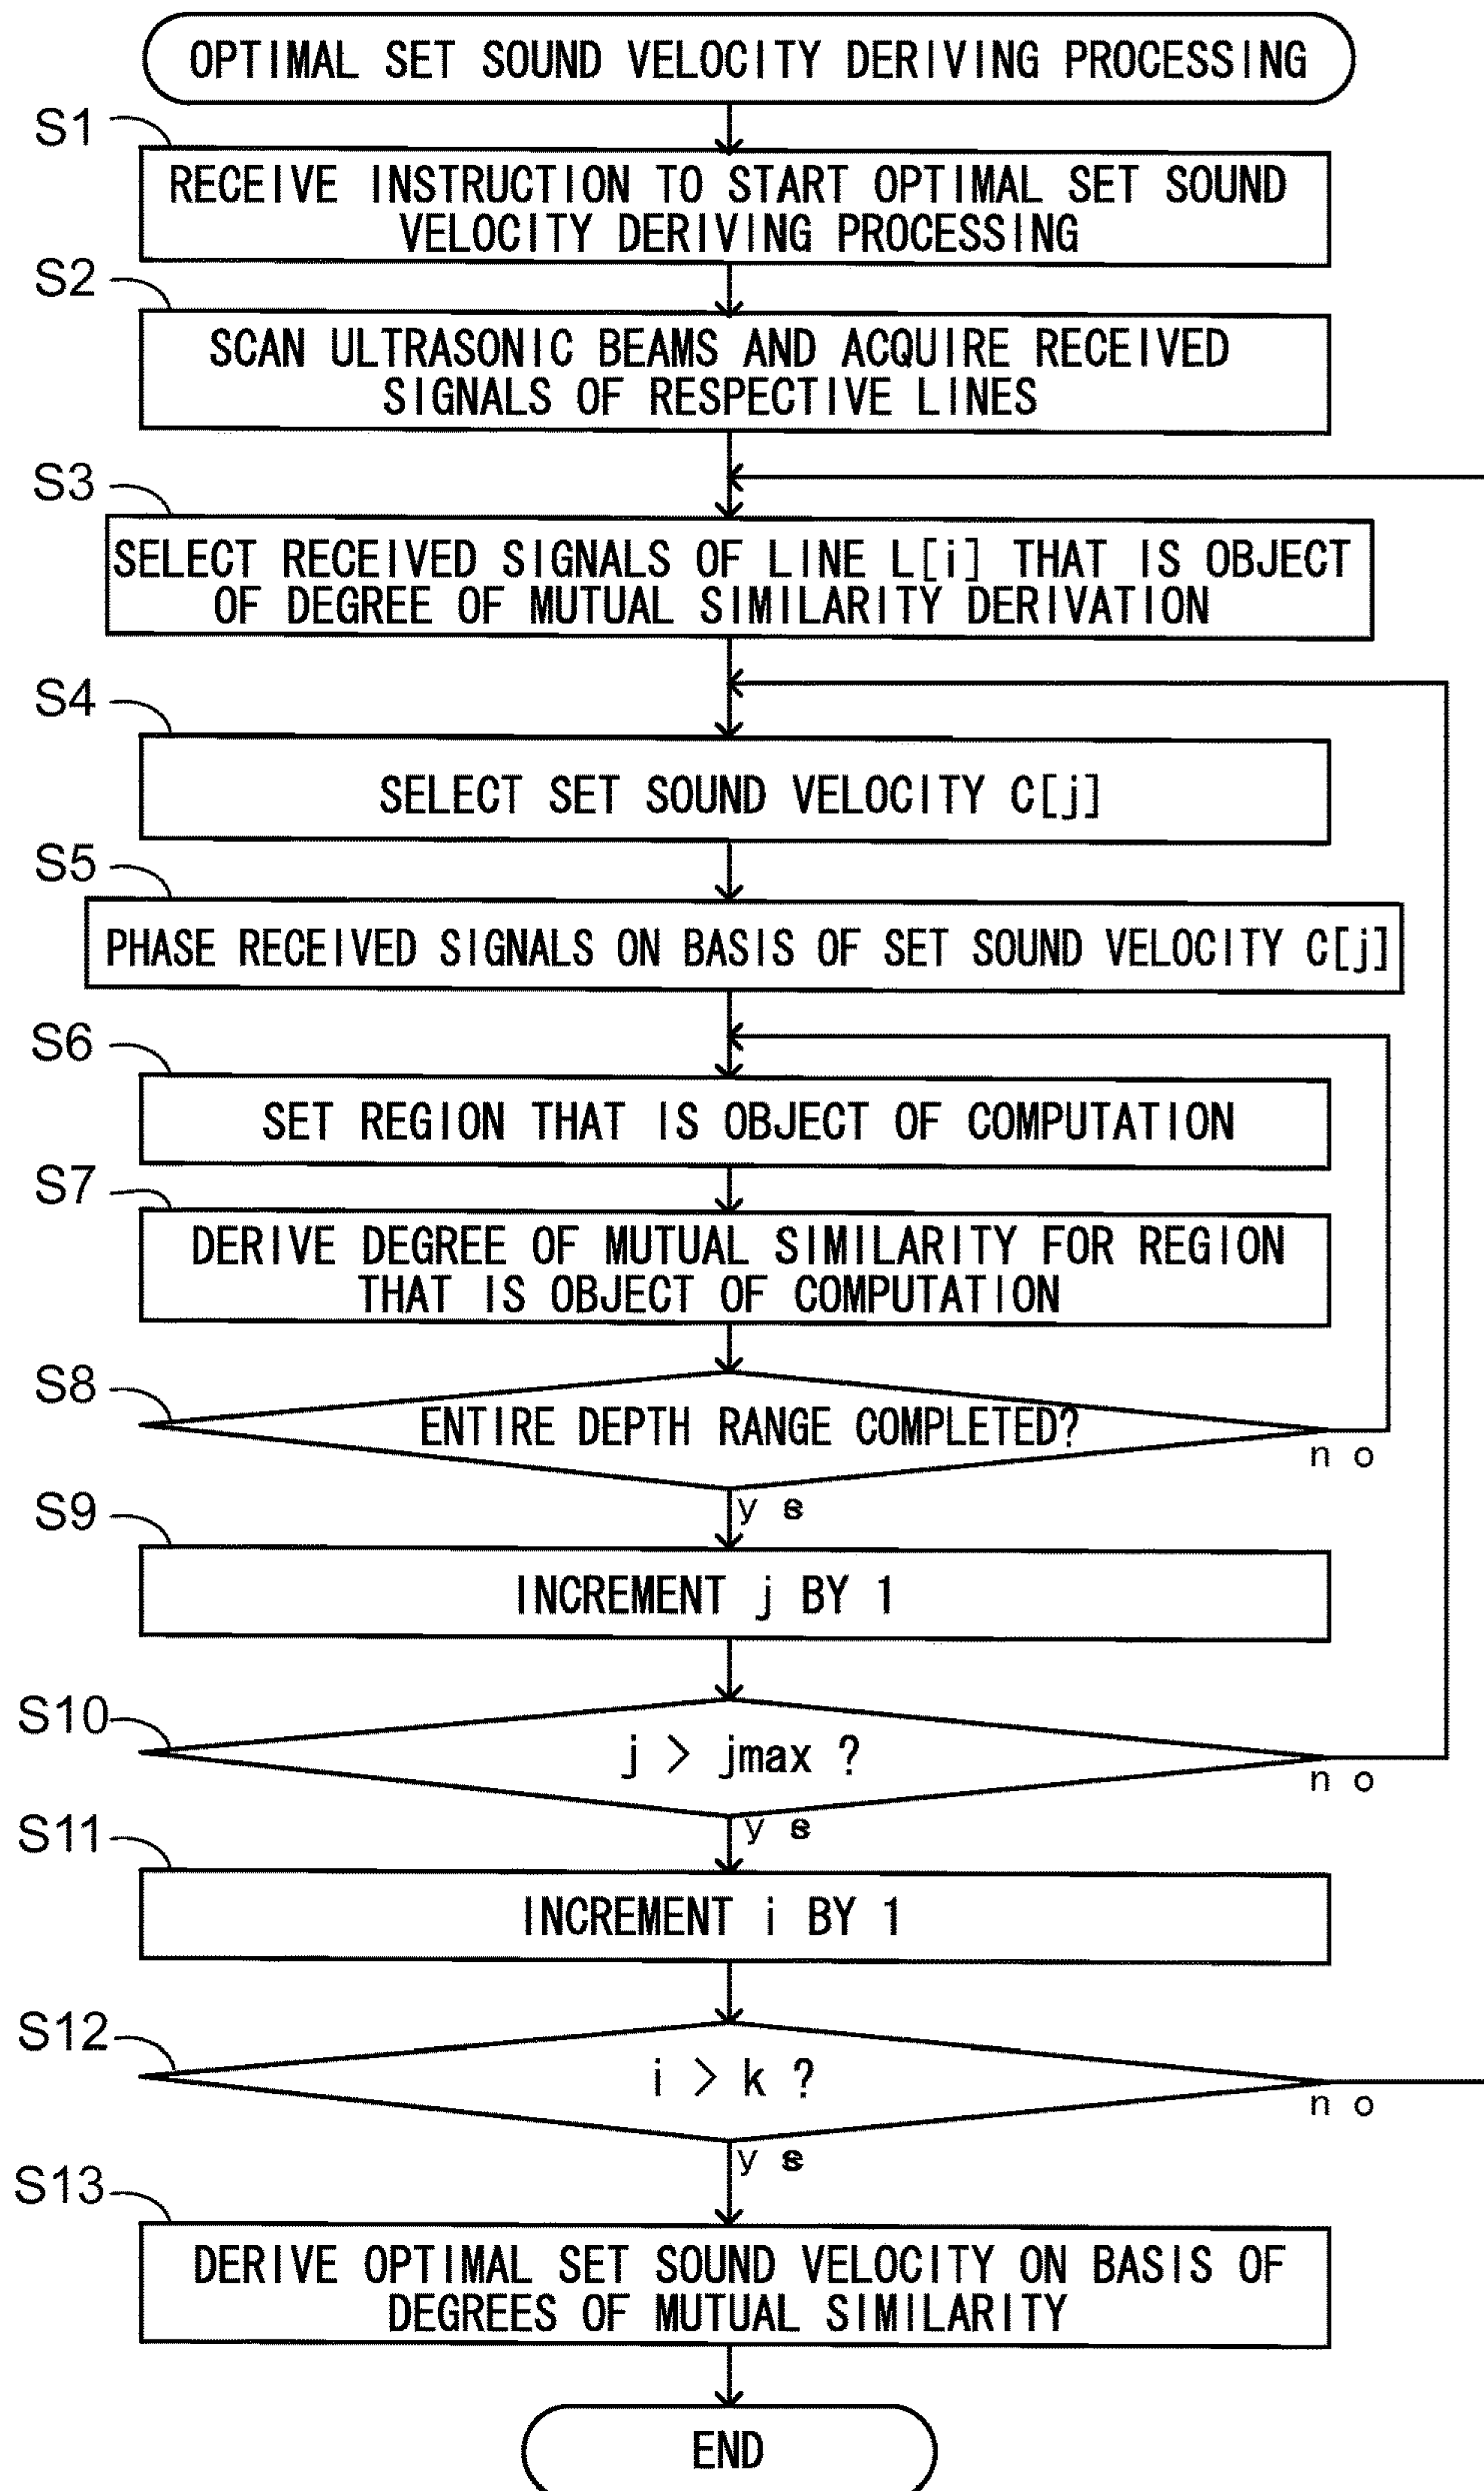 OPTIMAL SET SOUND VELOCITY DERIVING PROCESSING
S1
RECEIVE INSTRUCTION TO START OPTIMAL SET SOUND
VELOCITY DERIVING PROCESSING
S2
SCAN ULTRASONIC BEAMS AND ACQUIRE RECEIVED
SIGNALS OF RESPECTIVE LINES
S3
SELECT RECEIVED SIGNALS OF LINE L[i] THAT IS OBJECT
OF DEGREE OF MUTUAL SIMILARITY DERIVATION
S4
SELECT SET SOUND VELOCITY C[j]
S5
PHASE RECEIVED SIGNALS ON BASIS OF SET SOUND VELOCITY C[j]
S6
SET REGION THAT IS OBJECT OF COMPUTATION
S7
DERIVE DEGREE OF MUTUAL SIMILARITY FOR REGION
THAT IS OBJECT OF COMPUTATION
S8
ENTIRE DEPTH RANGE COMPLETED?
no
yes
S9
INCREMENT j BY 1
S10
j > jmax ?
no
yes
S11
INCREMENT i BY 1
S12
i > k ?
no
yes
S13
DERIVE OPTIMAL SET SOUND VELOCITY ON BASIS OF
DEGREES OF MUTUAL SIMILARITY
END